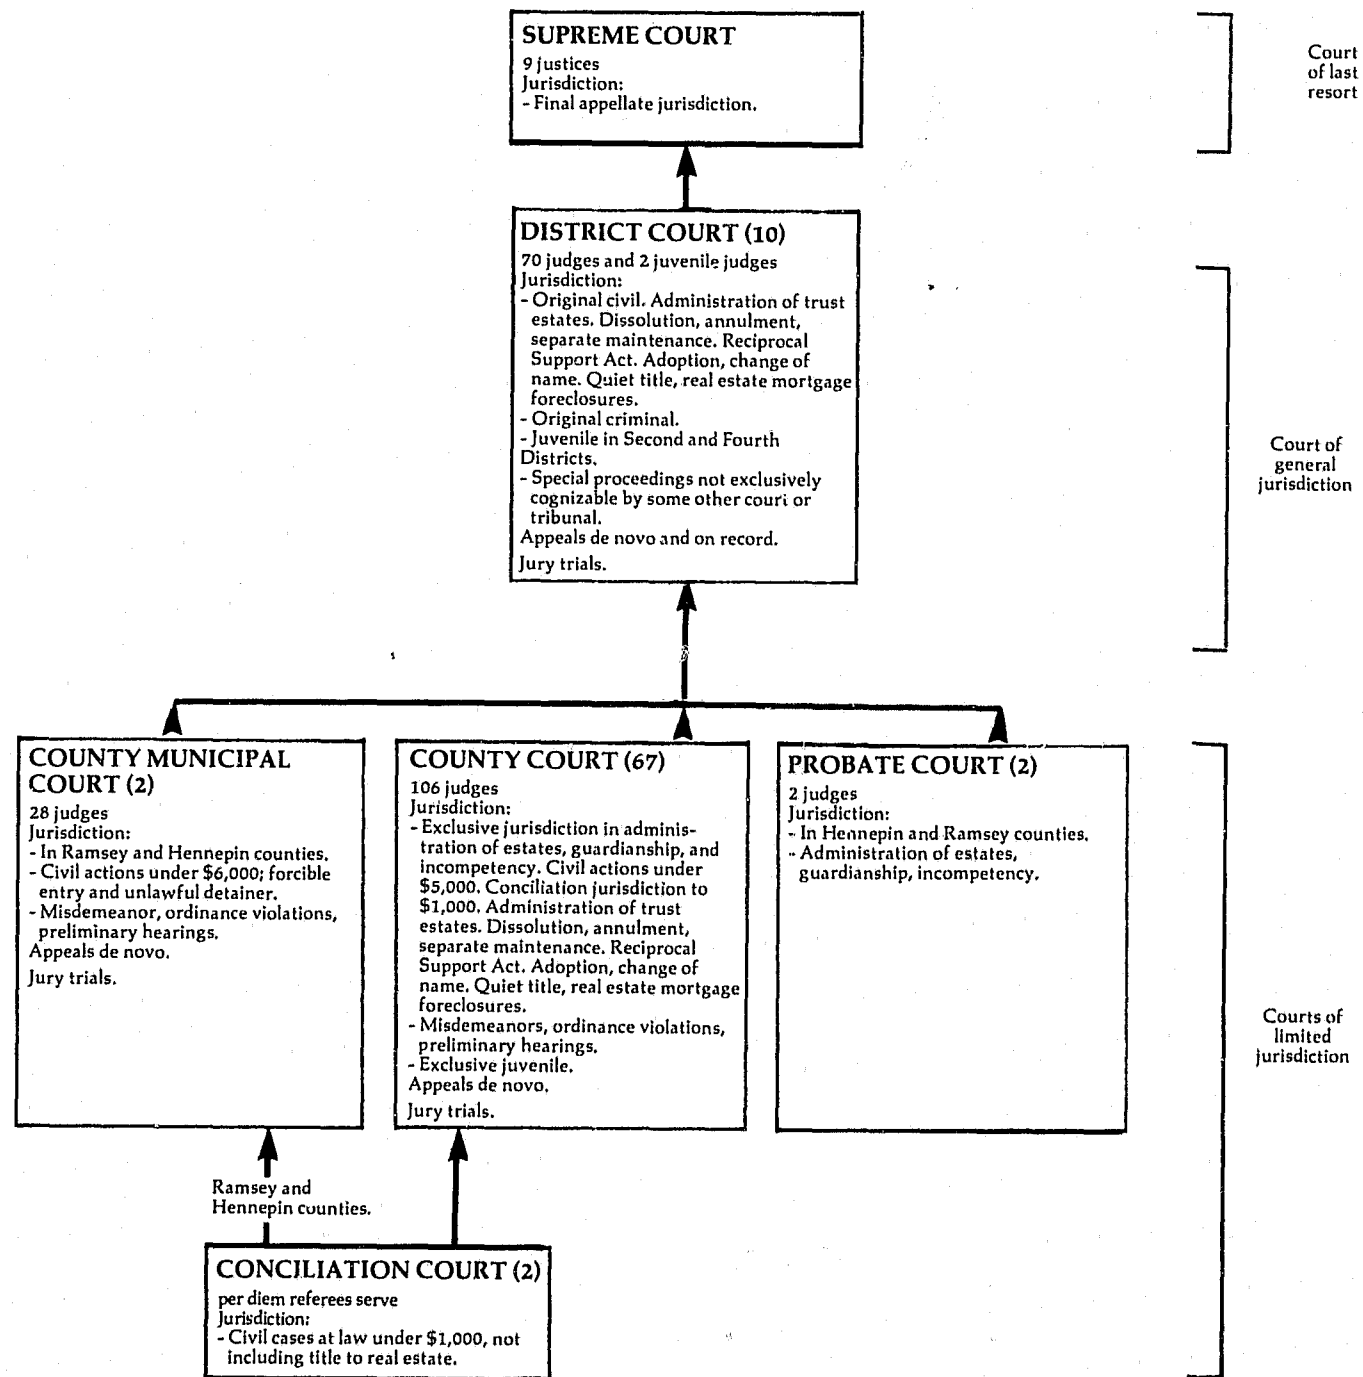 SUPREME COURT
9 justices
Jurisdiction:
- Final appellate jurisdiction.
Court
of last
resort
DISTRICT COURT (10)
70 judges and 2 juvenile judges
Jurisdiction:
- Original civil. Administration of trust
estates. Dissolution, annulment,
separate maintenance. Reciprocal
Support Act. Adoption, change of
name. Quiet title, real estate mortgage
foreclosures.
- Original criminal.
- Juvenile in Second and Fourth
Districts.
- Special proceedings not exclusively
cognizable by some other court or
tribunal.
Appeals de novo and on record.
Jury trials.
Court of
general
jurisdiction
COUNTY MUNICIPAL
COURT (2)
28 judges
Jurisdiction:
- In Ramsey and Hennepin counties.
- Civil actions under $6,000; forcible
entry and unlawful detainer.
- Misdemeanor, ordinance violations,
preliminary hearings.
Appeals de novo.
Jury trials.
COUNTY COURT (67)
106 judges
Jurisdiction:
- Exclusive jurisdiction in adminis-
tration of estates, guardianship, and
incompetency. Civil actions under
$5,000. Conciliation jurisdiction to
$1,000. Administration of trust
estates. Dissolution, annulment,
separate maintenance. Reciprocal
Support Act. Adoption, change of
name. Quiet title, real estate mortgage
foreclosures.
- Misdemeanors, ordinance violations,
preliminary hearings.
- Exclusive juvenile.
Appeals de novo.
Jury trials.
PROBATE COURT (2)
2 judges
Jurisdiction:
- In Hennepin and Ramsey counties.
- Administration of estates,
guardianship, incompetency.
Courts of
limited
jurisdiction
Ramsey and
Hennepin counties.
CONCILIATION COURT (2)
per diem referees serve
Jurisdiction:
- Civil cases at law under $1,000, not
including title to real estate.